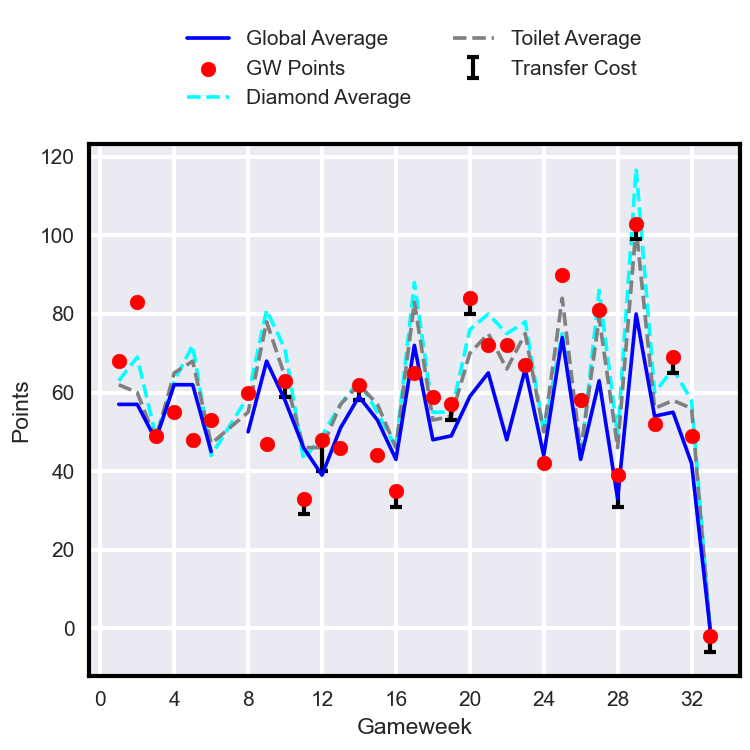 Global Average
GW Points
Diamond Average
Toilet Average
Transfer Cost
120
100
80
60
40
20
0
Points
0 4 8 12 16 20 24 28 32
Gameweek